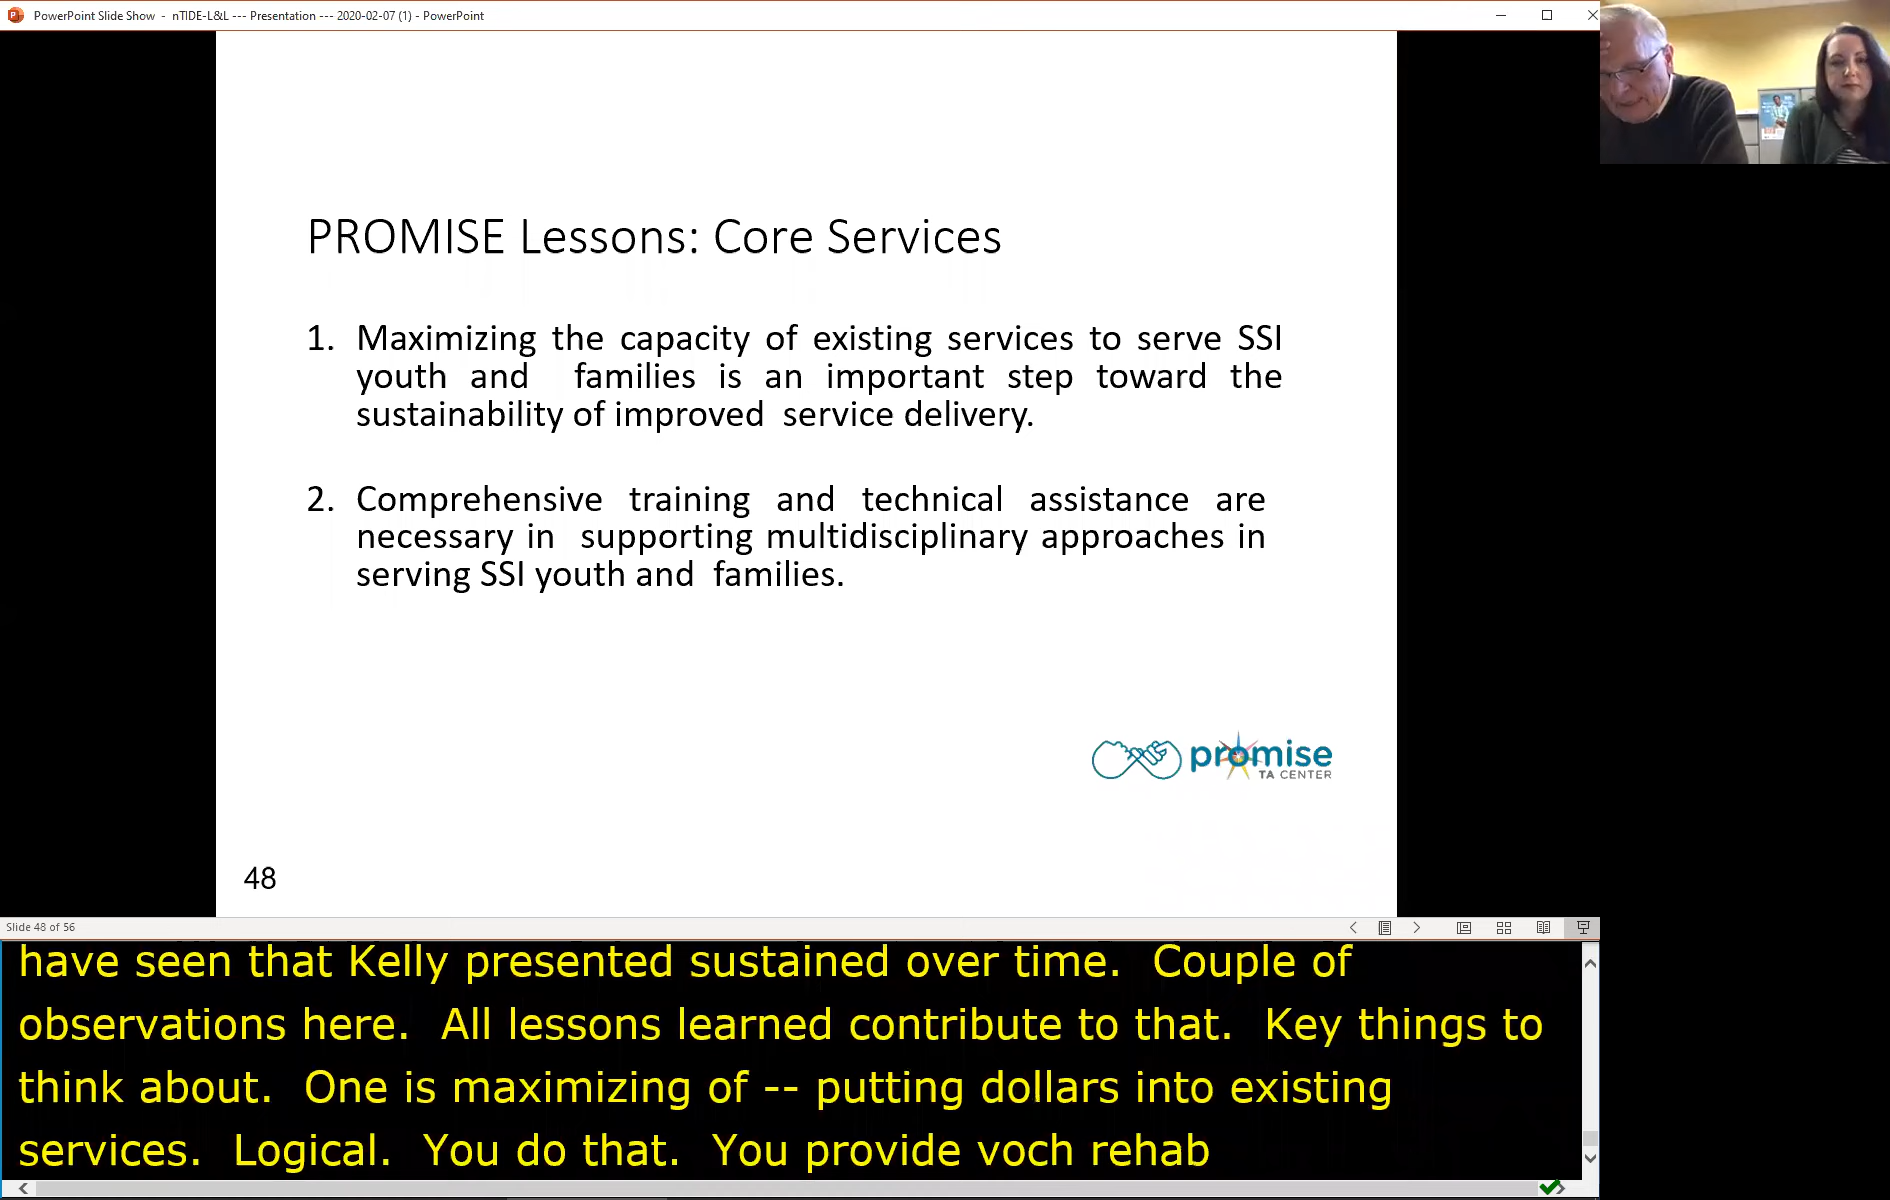 PowerPoint Slide Show - nTIDE-L&L --- Presentation --- 2020-02-07 (1) - PowerPoint
PROMISE Lessons: Core Services
1. Maximizing the capacity of existing services to serve SSI
youth and families is an important step toward the
sustainability of improved service delivery.
2. Comprehensive training and technical assistance are
necessary in supporting multidisciplinary approaches in
serving SSI youth and families.
promise
TA CENTER
48
Slide 48 of 56
have seen that Kelly presented sustained over time. Couple of
observations here. All lessons learned contribute to that. Key things to
think about. One is maximizing of -- putting dollars into existing
services. Logical. You do that. You provide voch rehab